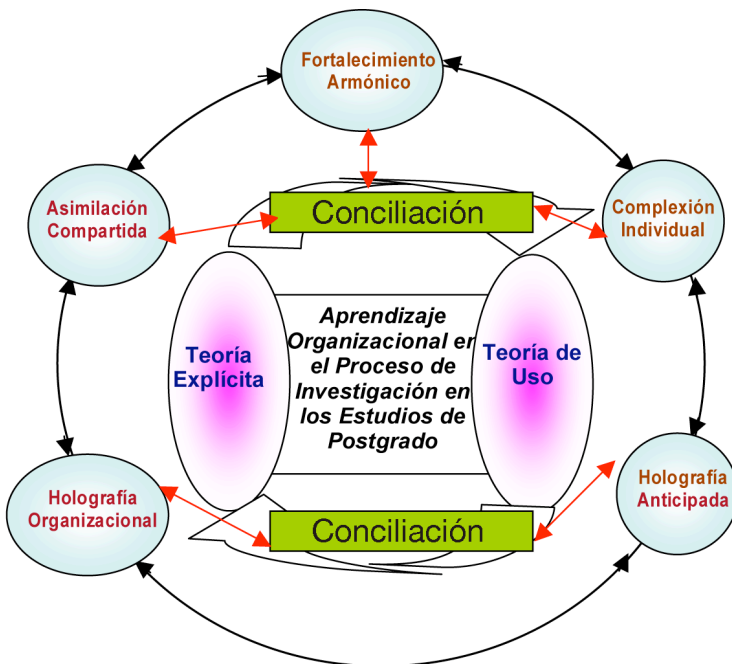 Fortalecimiento
Armónico
Asimilación
Compartida
Conciliación
Complexión
Individual
Teoría
Explícita
Aprendizaje
Organizacional en
el Proceso de
Investigación en
los Estudios de
Postgrado
Teoría de
Uso
Holografía
Organizacional
Conciliación
Holografía
Anticipada